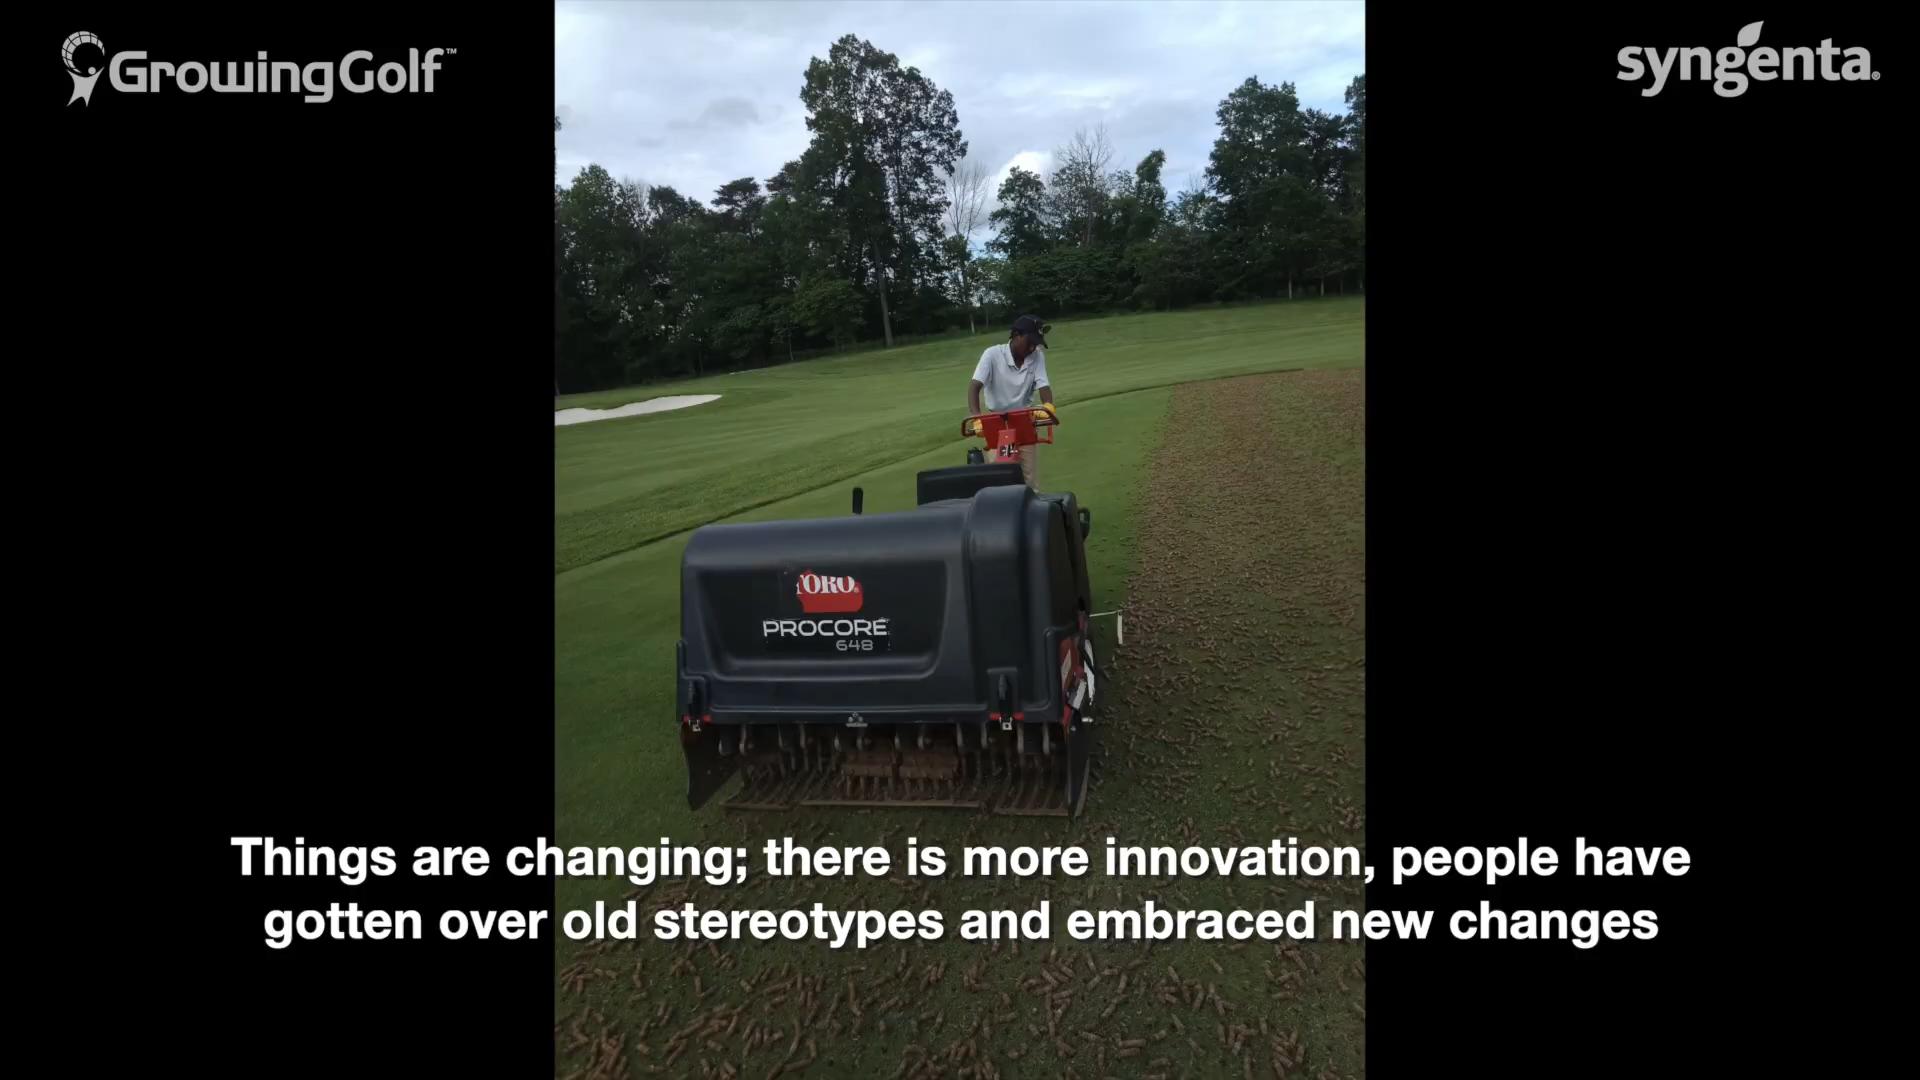 GrowingGolf™
syngenta®
TORO®
PROCORE
648
Things are changing; there is more innovation, people have
gotten over old stereotypes and embraced new changes